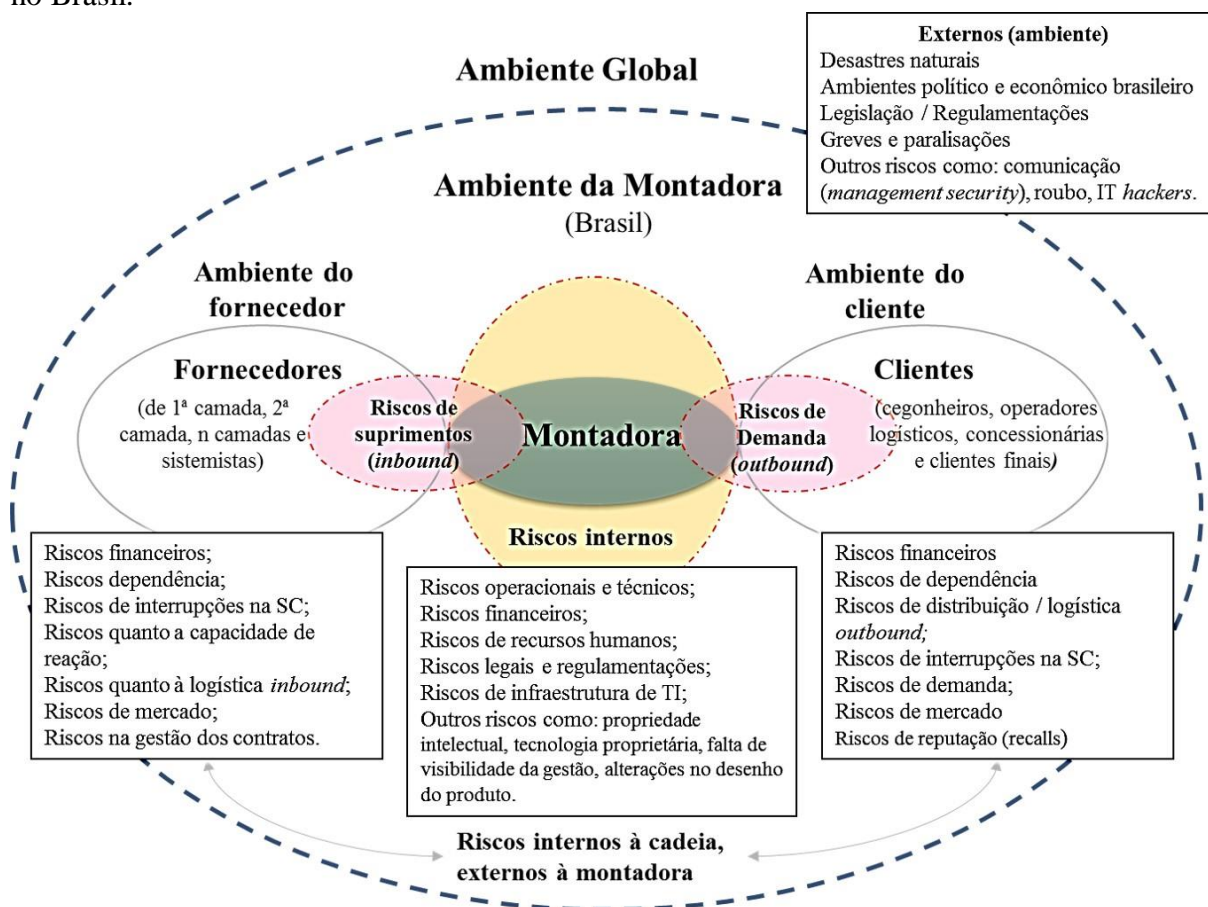 no Brasil.
Externos (ambiente)
Desastres naturais
Ambientes político e econômico brasileiro
Legislação / Regulamentações
Greves e paralisações
Outros riscos como: comunicação
(management security), roubo, IT hackers.
Ambiente Global
Ambiente da Montadora
(Brasil)
Ambiente do
fornecedor
Ambiente do
cliente
Fornecedores
(de 1ª camada, 2ª
camada, n camadas e
sistemistas)
Riscos de
suprimentos
(inbound)
Montadora
Riscos de
Demanda
(outbound)
Clientes
(cegonheiros, operadores
logísticos, concessionárias
e clientes finais)
Riscos internos
Riscos financeiros;
Riscos dependência;
Riscos de interrupções na SC;
Riscos quanto a capacidade de
reação;
Riscos quanto à logística inbound;
Riscos de mercado;
Riscos na gestão dos contratos.
Riscos operacionais e técnicos;
Riscos financeiros;
Riscos de recursos humanos;
Riscos legais e regulamentações;
Riscos de infraestrutura de TI;
Outros riscos como: propriedade
intelectual, tecnologia proprietária, falta de
visibilidade da gestão, alterações no desenho
do produto.
Riscos financeiros
Riscos de dependência
Riscos de distribuição / logística
outbound;
Riscos de interrupções na SC;
Riscos de demanda;
Riscos de mercado
Riscos de reputação (recalls)
Riscos internos à cadeia,
externos à montadora